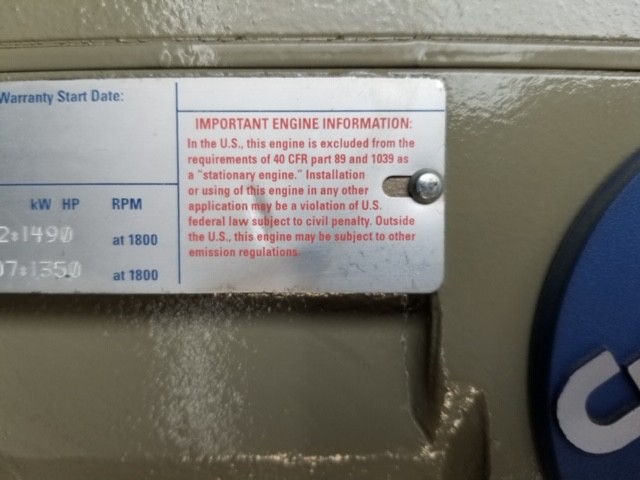 Warranty Start Date:
kW HP RPM
2:1490 at 1800
07:1350 at 1800
IMPORTANT ENGINE INFORMATION:
In the U.S., this engine is excluded from the
requirements of 40 CFR part 89 and 1039 as
a "stationary engine." Installation
or using of this engine in any other
application may be a violation of U.S.
federal law subject to civil penalty. Outside
the U.S., this engine may be subject to other
emission regulations.